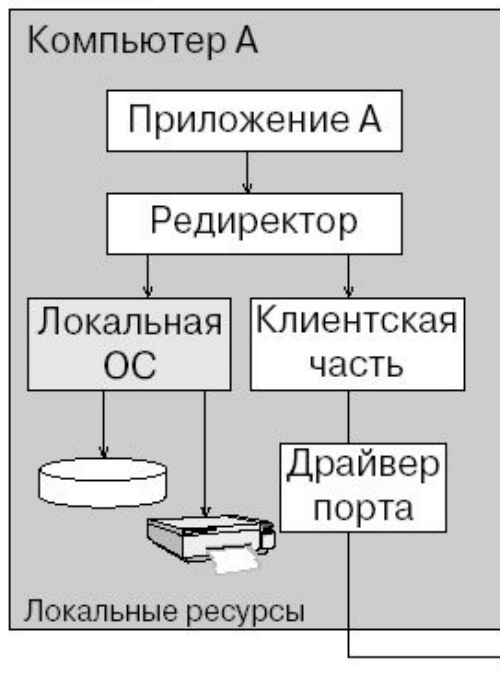 Компьютер А
Приложение А
Редиректор
Локальная
ОС
Клиентская
часть
Драйвер
порта
Локальные ресурсы